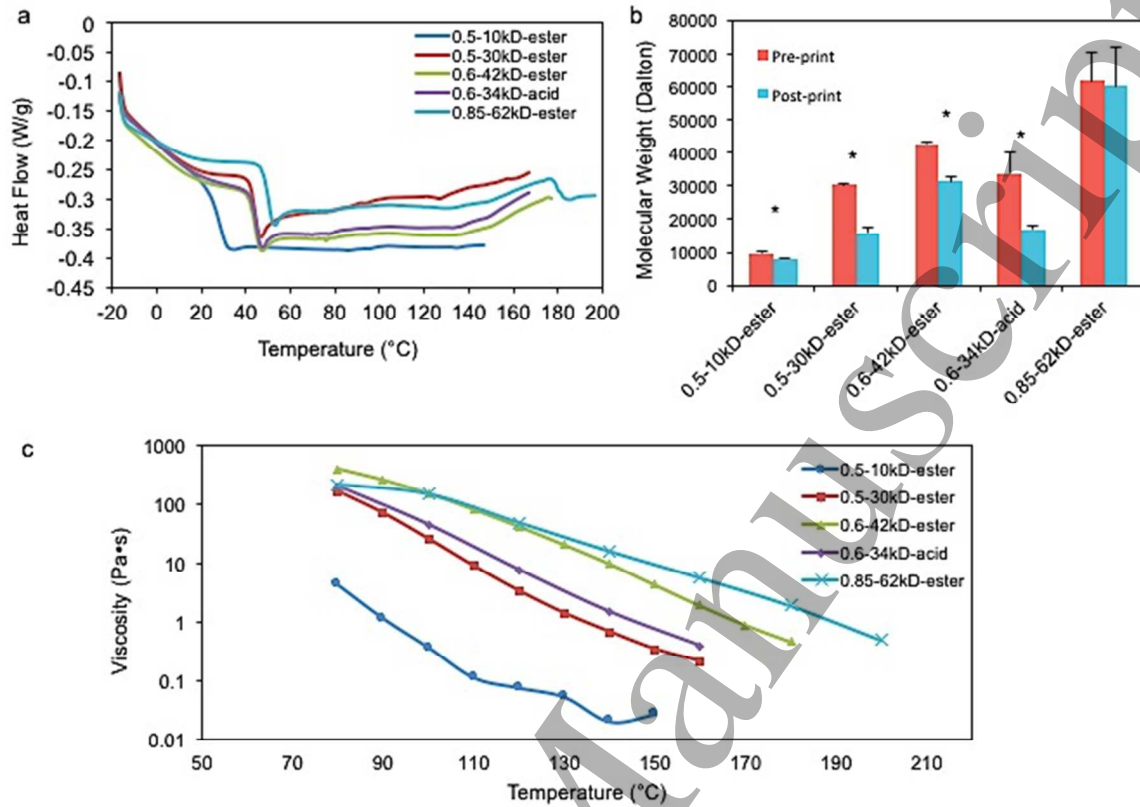 a
0
-0.05
-0.1
-0.15
-0.2
-0.25
-0.3
-0.35
-0.4
-0.45
Heat Flow (W/g)
0.5-10kD-ester
0.5-30kD-ester
0.6-42kD-ester
0.6-34kD-acid
0.85-62kD-ester
-20 0 20 40 60 80 100 120 140 160 180 200
Temperature (°C)
b
80000
70000
60000
50000
40000
30000
20000
10000
0
Molecular Weight (Dalton)
Pre-print
Post-print
*
*
*
*
0.5-10kD-ester
0.5-30kD-ester
0.6-42kD-ester
0.6-34kD-acid
0.85-62kD-ester
c
1000
100
10
1
0.1
0.01
Viscosity (Pa•s)
0.5-10kD-ester
0.5-30kD-ester
0.6-42kD-ester
0.6-34kD-acid
0.85-62kD-ester
50 70 90 110 130 150 170 190 210
Temperature (°C)
Manuscrip